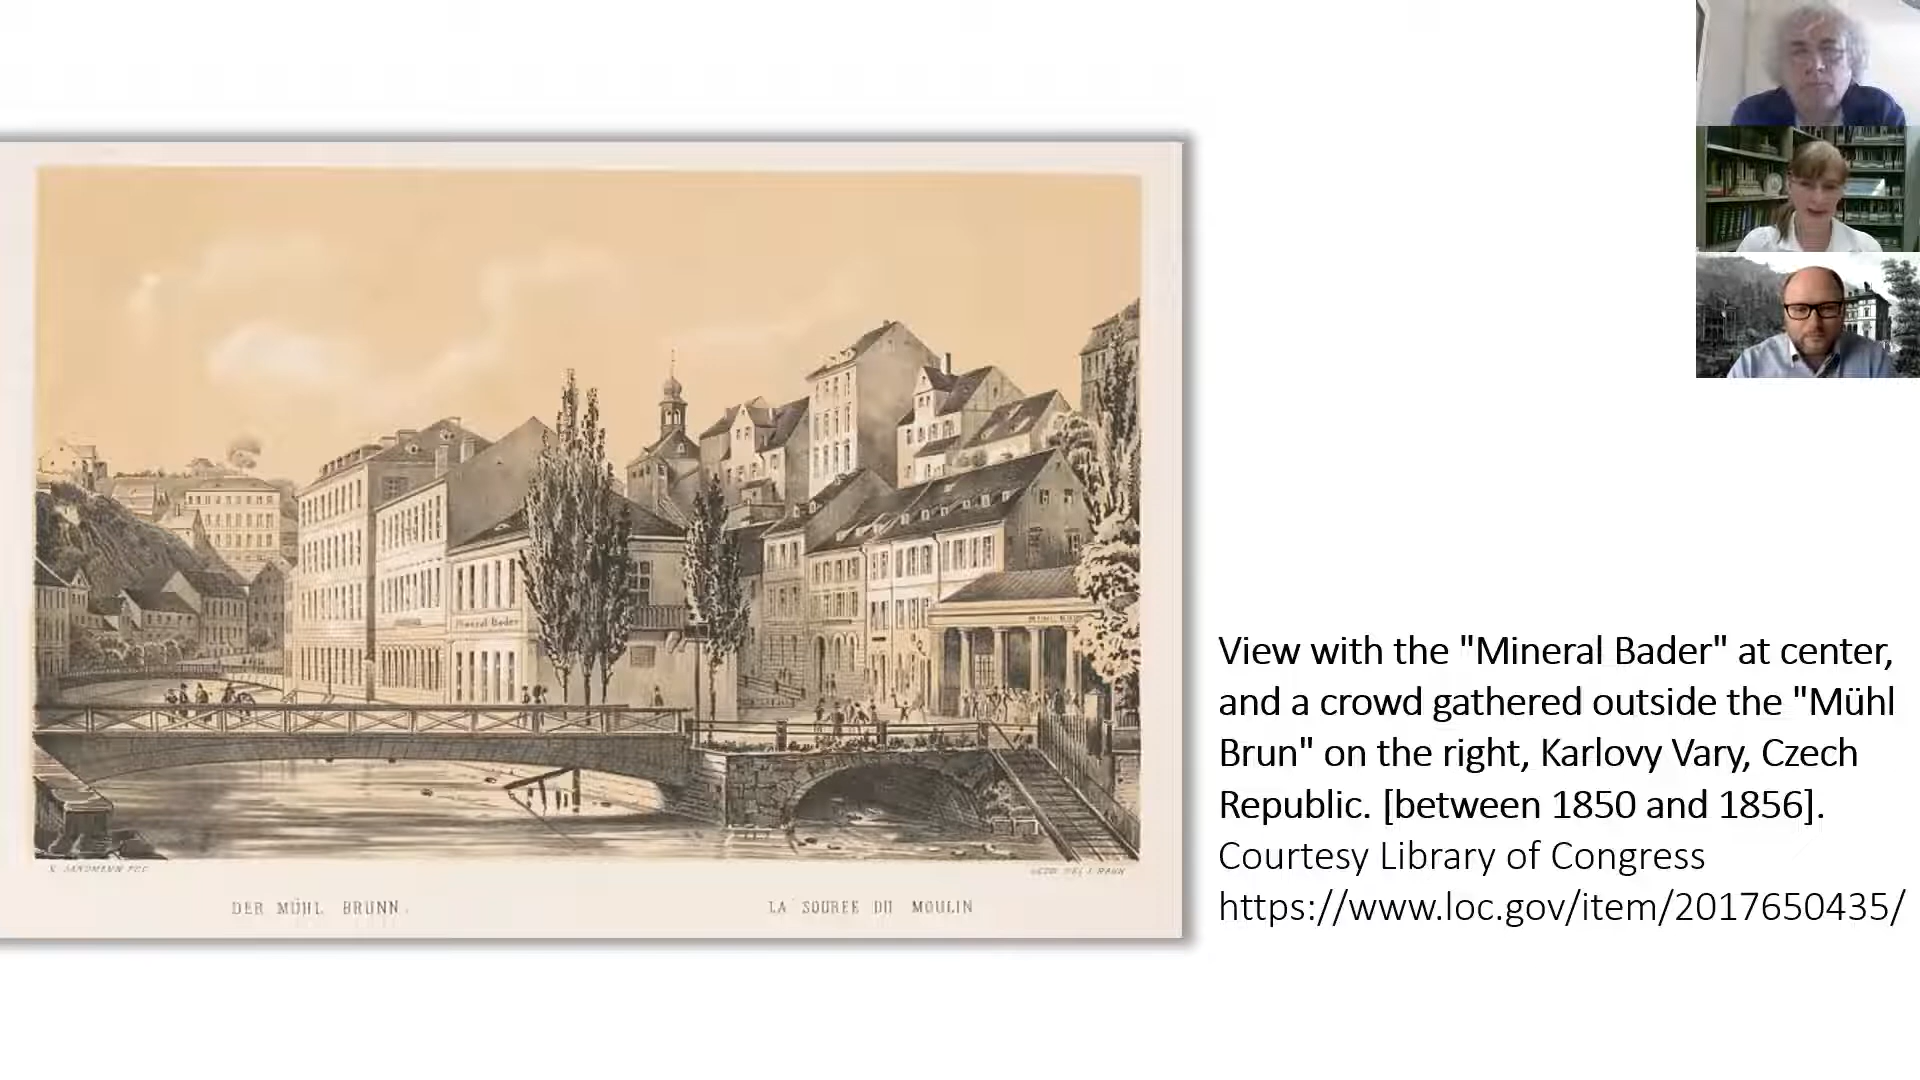 Mineral Bader
X. SANDMANN FEC
DER MÜHL BRUNN.
LA SOURCE DU MOULIN
View with the "Mineral Bader" at center,
and a crowd gathered outside the "Mühl
Brun" on the right, Karlovy Vary, Czech
Republic. [between 1850 and 1856].
Courtesy Library of Congress
https://www.loc.gov/item/2017650435/